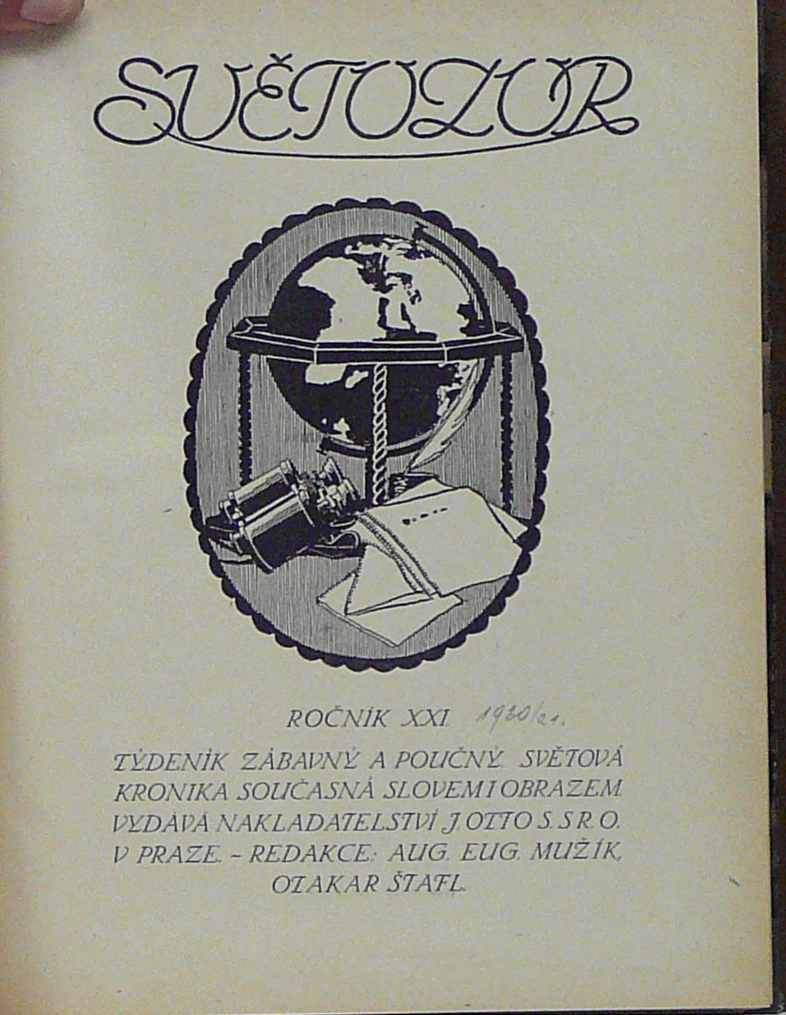 SVĚTOZOR
ROČNÍK XXI. 1920/21.
TÝDENÍK ZÁBAVNÝ A POUČNÝ. SVĚTOVÁ
KRONIKA SOUČASNÁ SLOVEM I OBRAZEM
VYDÁVÁ NAKLADATELSTVÍ J. OTTO S. S R. O.
V PRAZE. – REDAKCE: AUG. EUG. MUŽÍK,
OTAKAR ŠTAFL.